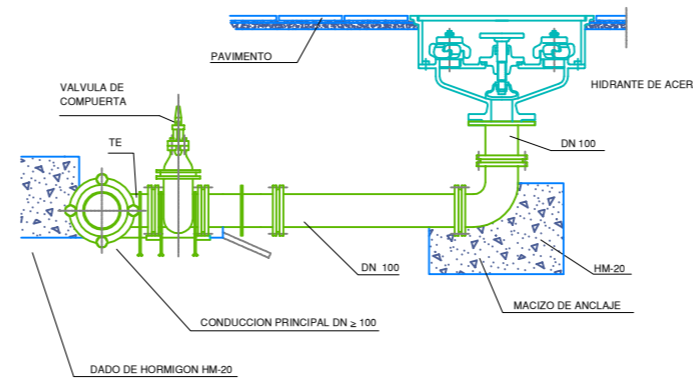 PAVIMENTO
VALVULA DE
COMPUERTA
HIDRANTE DE ACER
TE
DN 100
DN 100
HM-20
MACIZO DE ANCLAJE
CONDUCCION PRINCIPAL DN ≥ 100
DADO DE HORMIGON HM-20